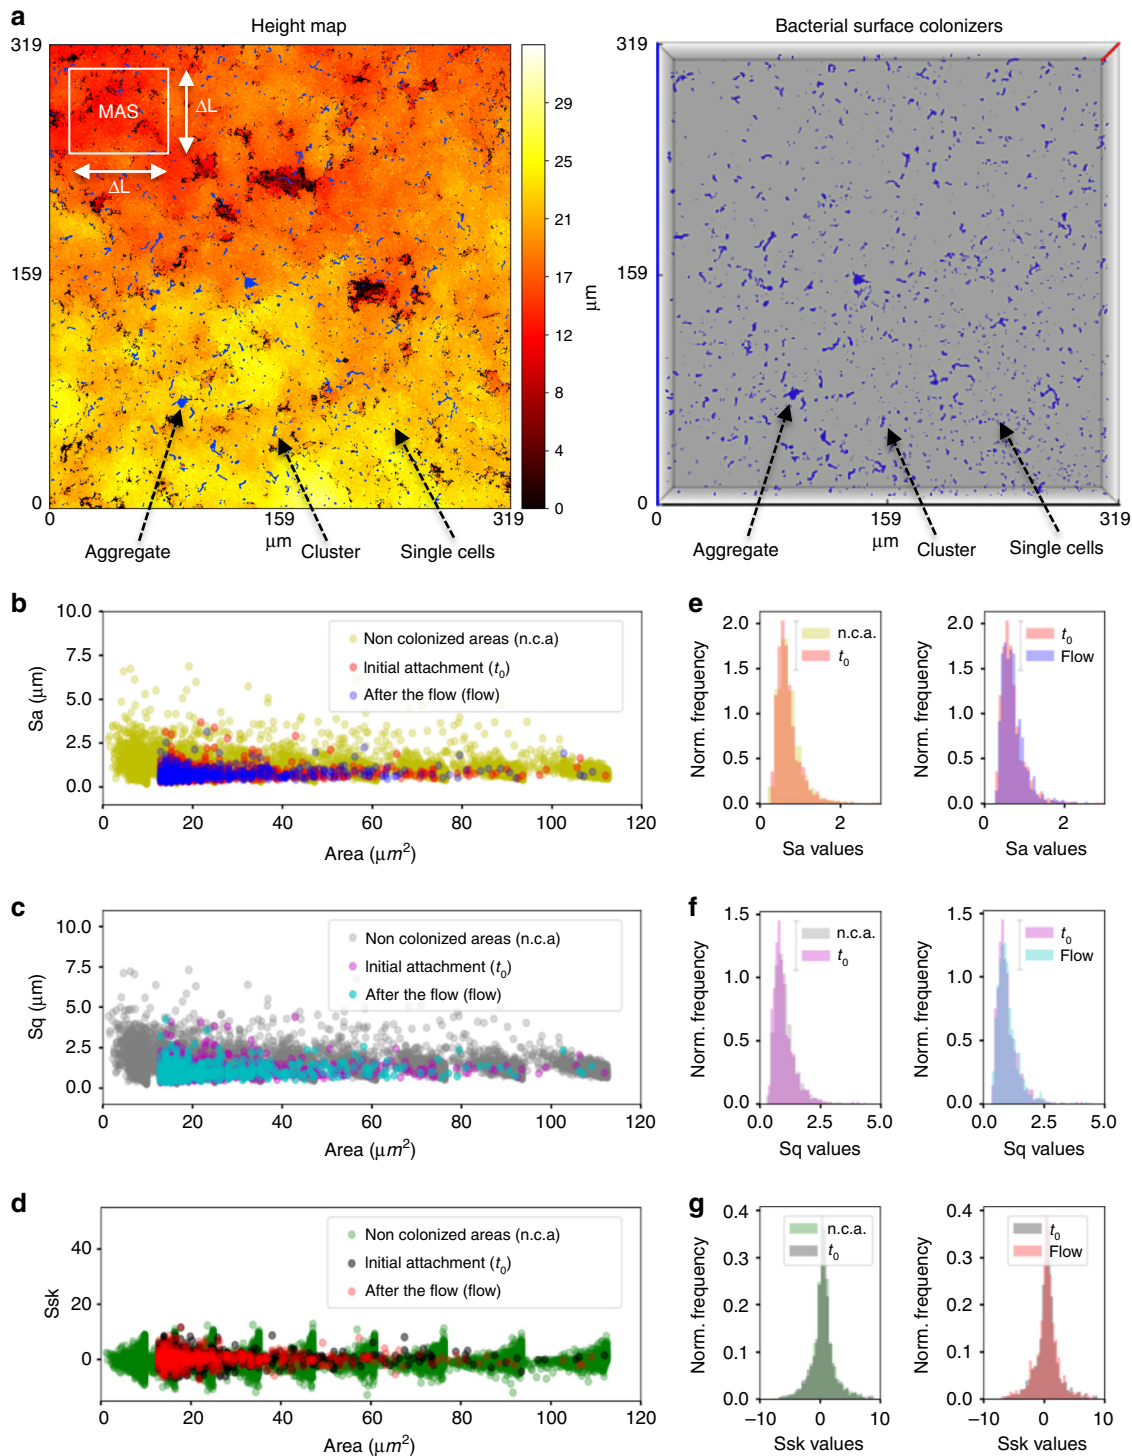 a
Height map
Bacterial surface colonizers
319
159
0
MAS
ΔL
ΔL
29
25
21
17
12
8
4
0
μm
0
159
319
μm
Aggregate
Cluster
Single cells
319
159
0
0
159
319
μm
Aggregate
Cluster
Single cells
b
10.0
7.5
5.0
2.5
0.0
Sa (μm)
Non colonized areas (n.c.a)
Initial attachment (t0)
After the flow (flow)
0 20 40 60 80 100 120
Area (μm²)
e
2.0
1.5
1.0
0.5
0.0
Norm. frequency
n.c.a.
t0
0 2
Sa values
2.0
1.5
1.0
0.5
0.0
Norm. frequency
t0
Flow
0 2
Sa values
c
10.0
7.5
5.0
2.5
0.0
Sq (μm)
Non colonized areas (n.c.a)
Initial attachment (t0)
After the flow (flow)
0 20 40 60 80 100 120
Area (μm²)
f
1.5
1.0
0.5
0.0
Norm. frequency
n.c.a.
t0
0.0 2.5 5.0
Sq values
1.5
1.0
0.5
0.0
Norm. frequency
t0
Flow
0.0 2.5 5.0
Sq values
d
40
20
0
Ssk
Non colonized areas (n.c.a)
Initial attachment (t0)
After the flow (flow)
0 20 40 60 80 100 120
Area (μm²)
g
0.4
0.3
0.2
0.1
0.0
Norm. frequency
n.c.a.
t0
−10 0 10
Ssk values
0.4
0.3
0.2
0.1
0.0
Norm. frequency
t0
Flow
−10 0 10
Ssk values